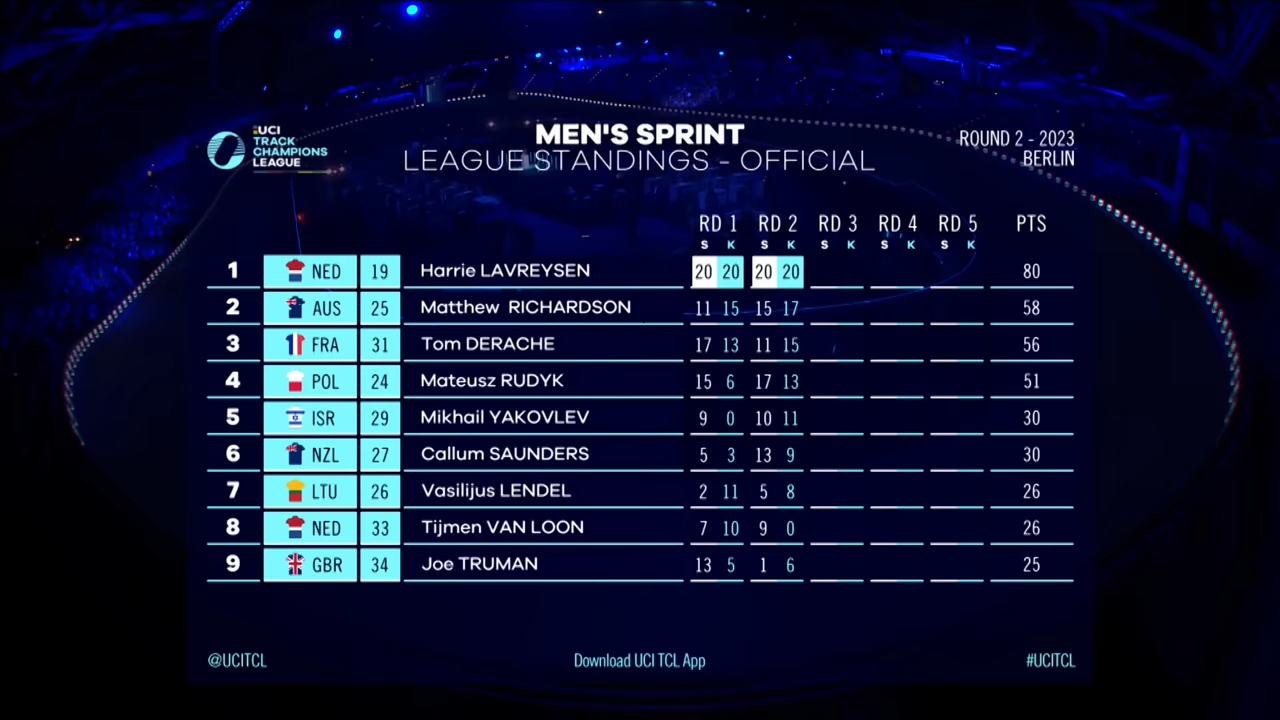 UCI
TRACK
CHAMPIONS
LEAGUE
MEN'S SPRINT
LEAGUE STANDINGS - OFFICIAL
ROUND 2 - 2023
BERLIN
RD 1 RD 2 RD 3 RD 4 RD 5 PTS
S K S K S K S K S K
1 NED 19 Harrie LAVREYSEN 20 20 20 20 80
2 AUS 25 Matthew RICHARDSON 11 15 15 17 58
3 FRA 31 Tom DERACHE 17 13 11 15 56
4 POL 24 Mateusz RUDYK 15 6 17 13 51
5 ISR 29 Mikhail YAKOVLEV 9 0 10 11 30
6 NZL 27 Callum SAUNDERS 5 3 13 9 30
7 LTU 26 Vasilijus LENDEL 2 11 5 8 26
8 NED 33 Tijmen VAN LOON 7 10 9 0 26
9 GBR 34 Joe TRUMAN 13 5 1 6 25
@UCITCL Download UCI TCL App #UCITCL